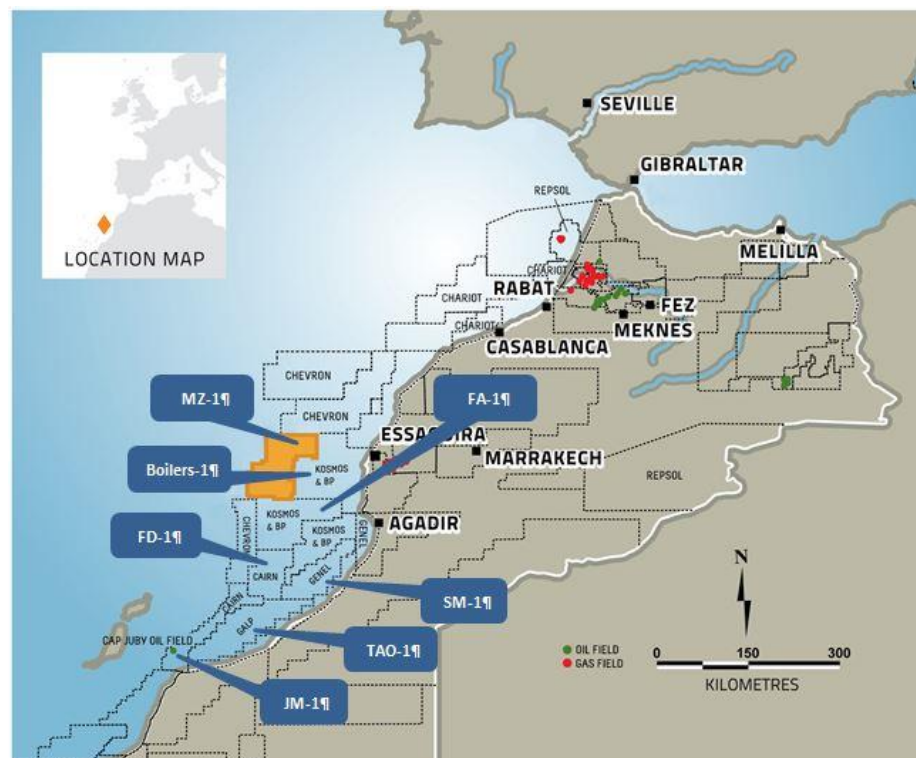 LOCATION MAP
SEVILLE
GIBRALTAR
REPSOL
MELILLA
CHARIOT
RABAT
CHARIOT
FEZ
MEKNES
CHARIOT
CASABLANCA
CHEVRON
MZ-1¶
FA-1¶
CHEVRON
ESSAOUIRA
MARRAKECH
Boilers-1¶
KOSMOS
& BP
REPSOL
CHEVRON
KOSMOS
& BP
KOSMOS
& BP
GENEL
AGADIR
FD-1¶
CAIRN
GENEL
N
CAIRN
SM-1¶
GALP
CAP JUBY OIL FIELD
TAO-1¶
OIL FIELD
GAS FIELD
0 150 300
KILOMETRES
JM-1¶